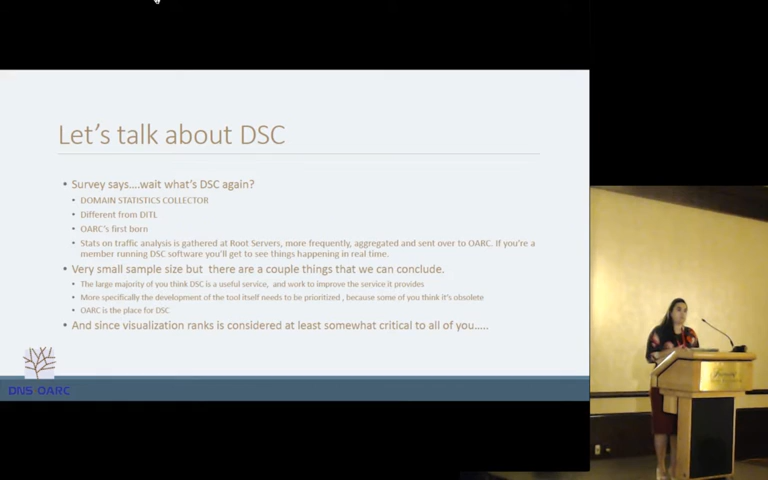 Let's talk about DSC
• Survey says....wait what's DSC again?
• DOMAIN STATISTICS COLLECTOR
• Different from DITL
• OARC's first born
• Stats on traffic analysis is gathered at Root Servers, more frequently, aggregated and sent over to OARC. If you're a
member running DSC software you'll get to see things happening in real time.
• Very small sample size but there are a couple things that we can conclude.
• The large majority of you think DSC is a useful service, and work to improve the service it provides
• More specifically the development of the tool itself needs to be prioritized , because some of you think it's obsolete
• OARC is the place for DSC
• And since visualization ranks is considered at least somewhat critical to all of you.....
DNS OARC